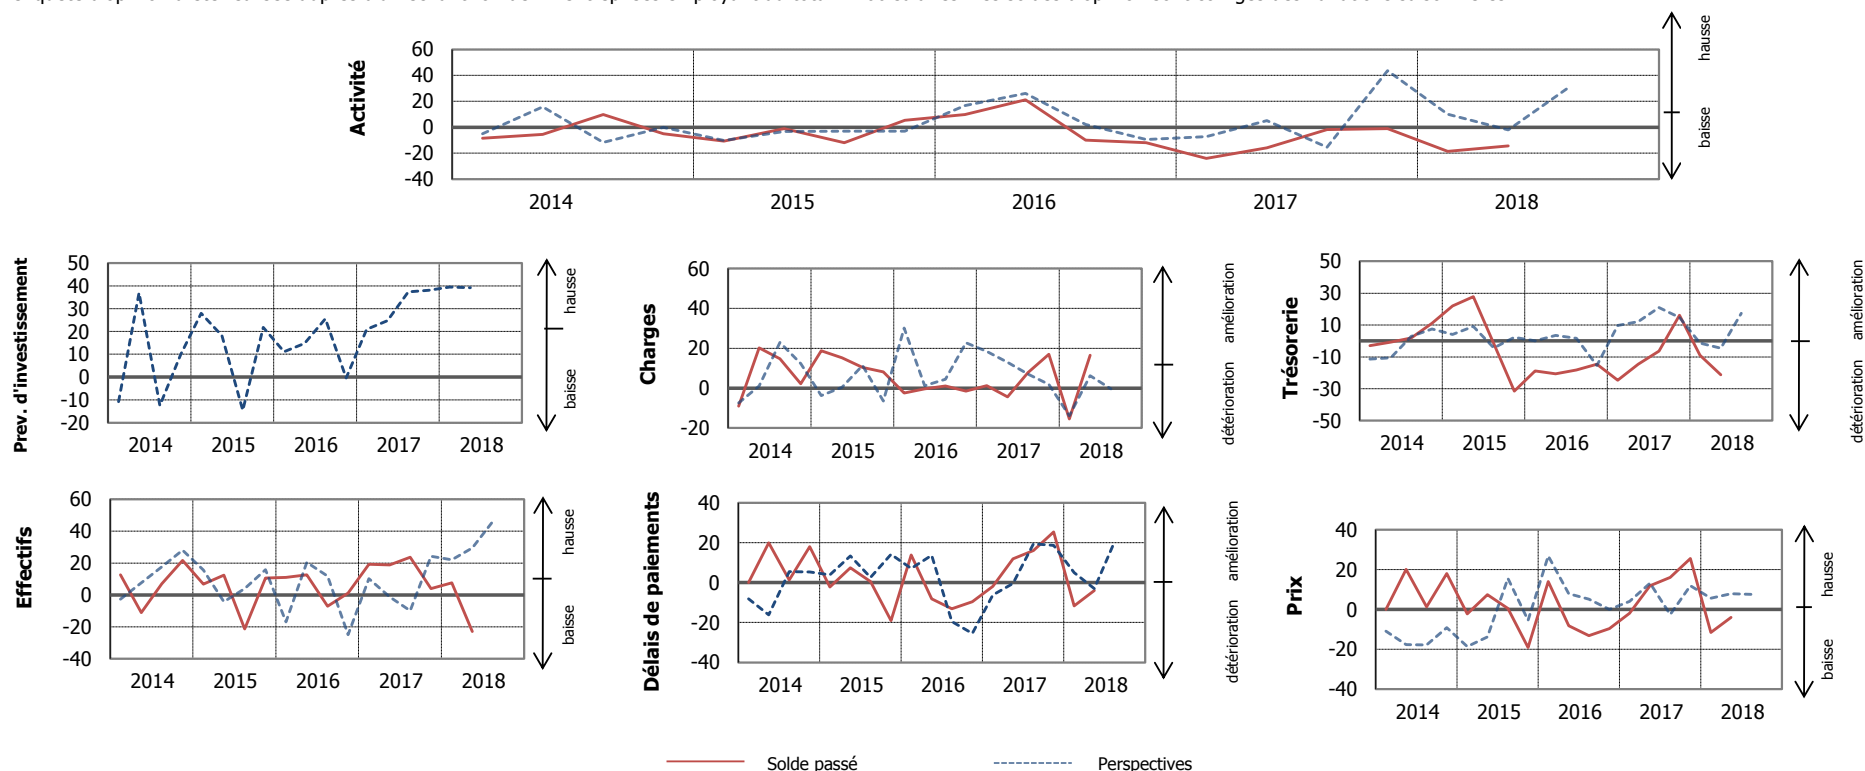 Activité
60
40
20
0
-20
-40
2014 2015 2016 2017 2018
hausse
baisse
Prev. d'investissement
50
40
30
20
10
0
-10
-20
2014 2015 2016 2017 2018
hausse
baisse
Charges
60
40
20
0
-20
2014 2015 2016 2017 2018
amélioration
détérioration
Trésorerie
50
30
10
-10
-30
-50
2014 2015 2016 2017 2018
amélioration
détérioration
Effectifs
60
40
20
0
-20
-40
2014 2015 2016 2017 2018
hausse
baisse
Délais de paiements
40
20
0
-20
-40
2014 2015 2016 2017 2018
amélioration
détérioration
Prix
40
20
0
-20
-40
2014 2015 2016 2017 2018
hausse
baisse
Solde passé Perspectives